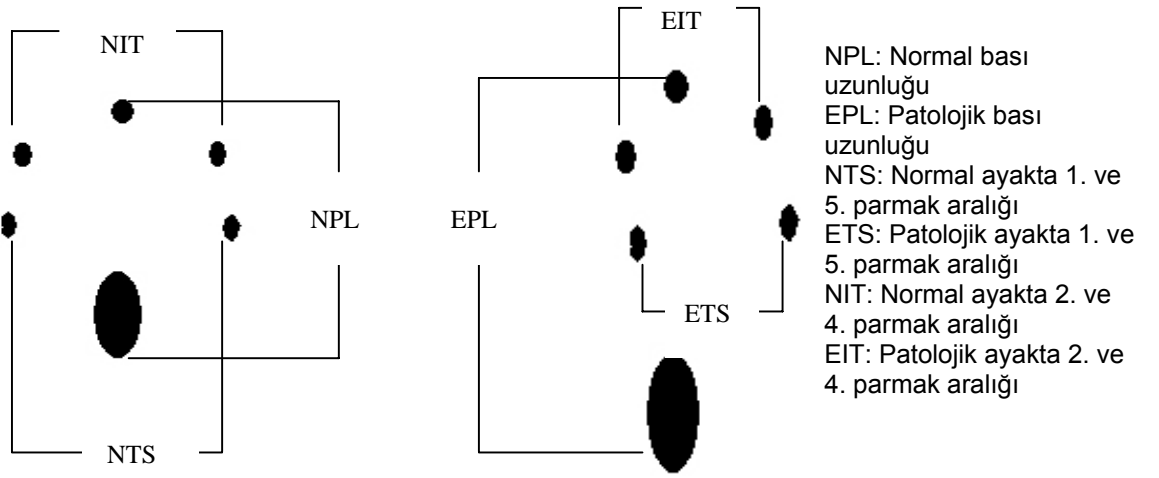 NIT
NPL
NTS
EIT
EPL
ETS
NPL: Normal bası
uzunluğu
EPL: Patolojik bası
uzunluğu
NTS: Normal ayakta 1. ve
5. parmak aralığı
ETS: Patolojik ayakta 1. ve
5. parmak aralığı
NIT: Normal ayakta 2. ve
4. parmak aralığı
EIT: Patolojik ayakta 2. ve
4. parmak aralığı